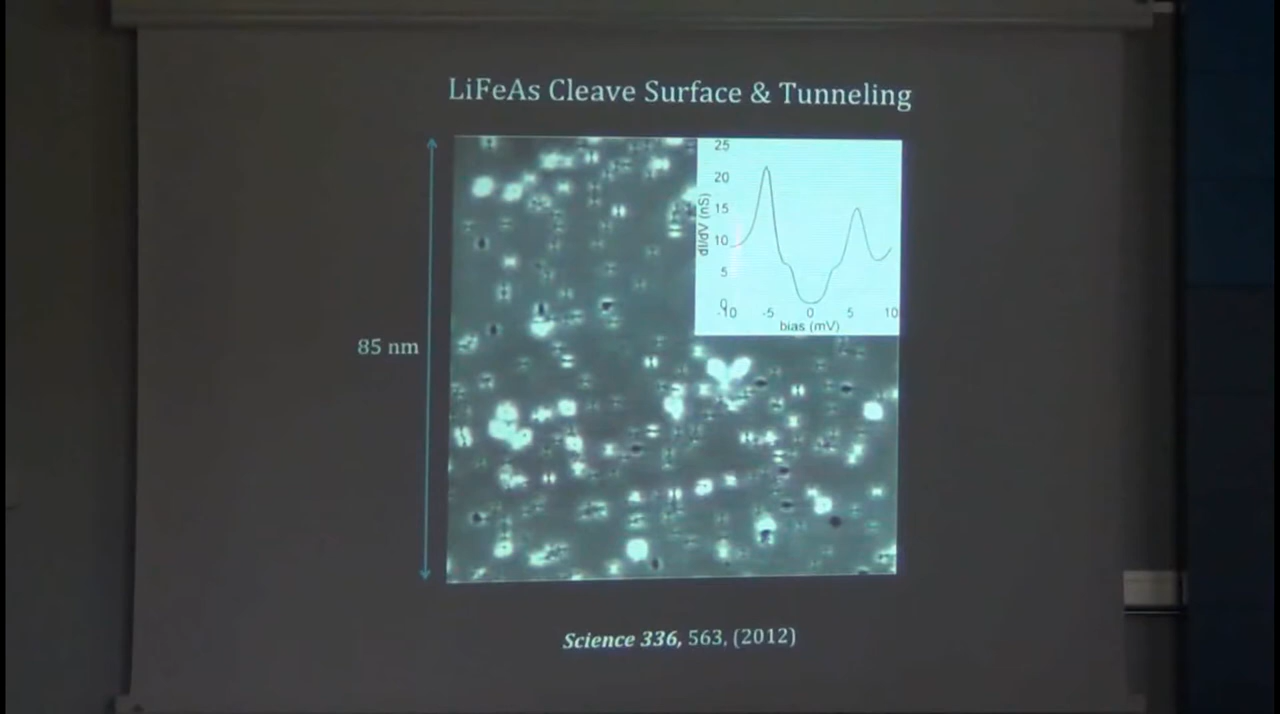 LiFeAs Cleave Surface & Tunneling
85 nm
25
20
15
10
5
0
dI/dV (nS)
-10 -5 0 5 10
bias (mV)
Science 336, 563, (2012)